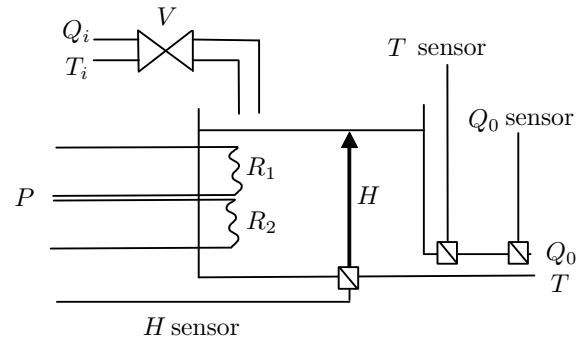 V
Q_i
T_i
T sensor
Q_0 sensor
R_1
P
H
R_2
Q_0
T
H sensor